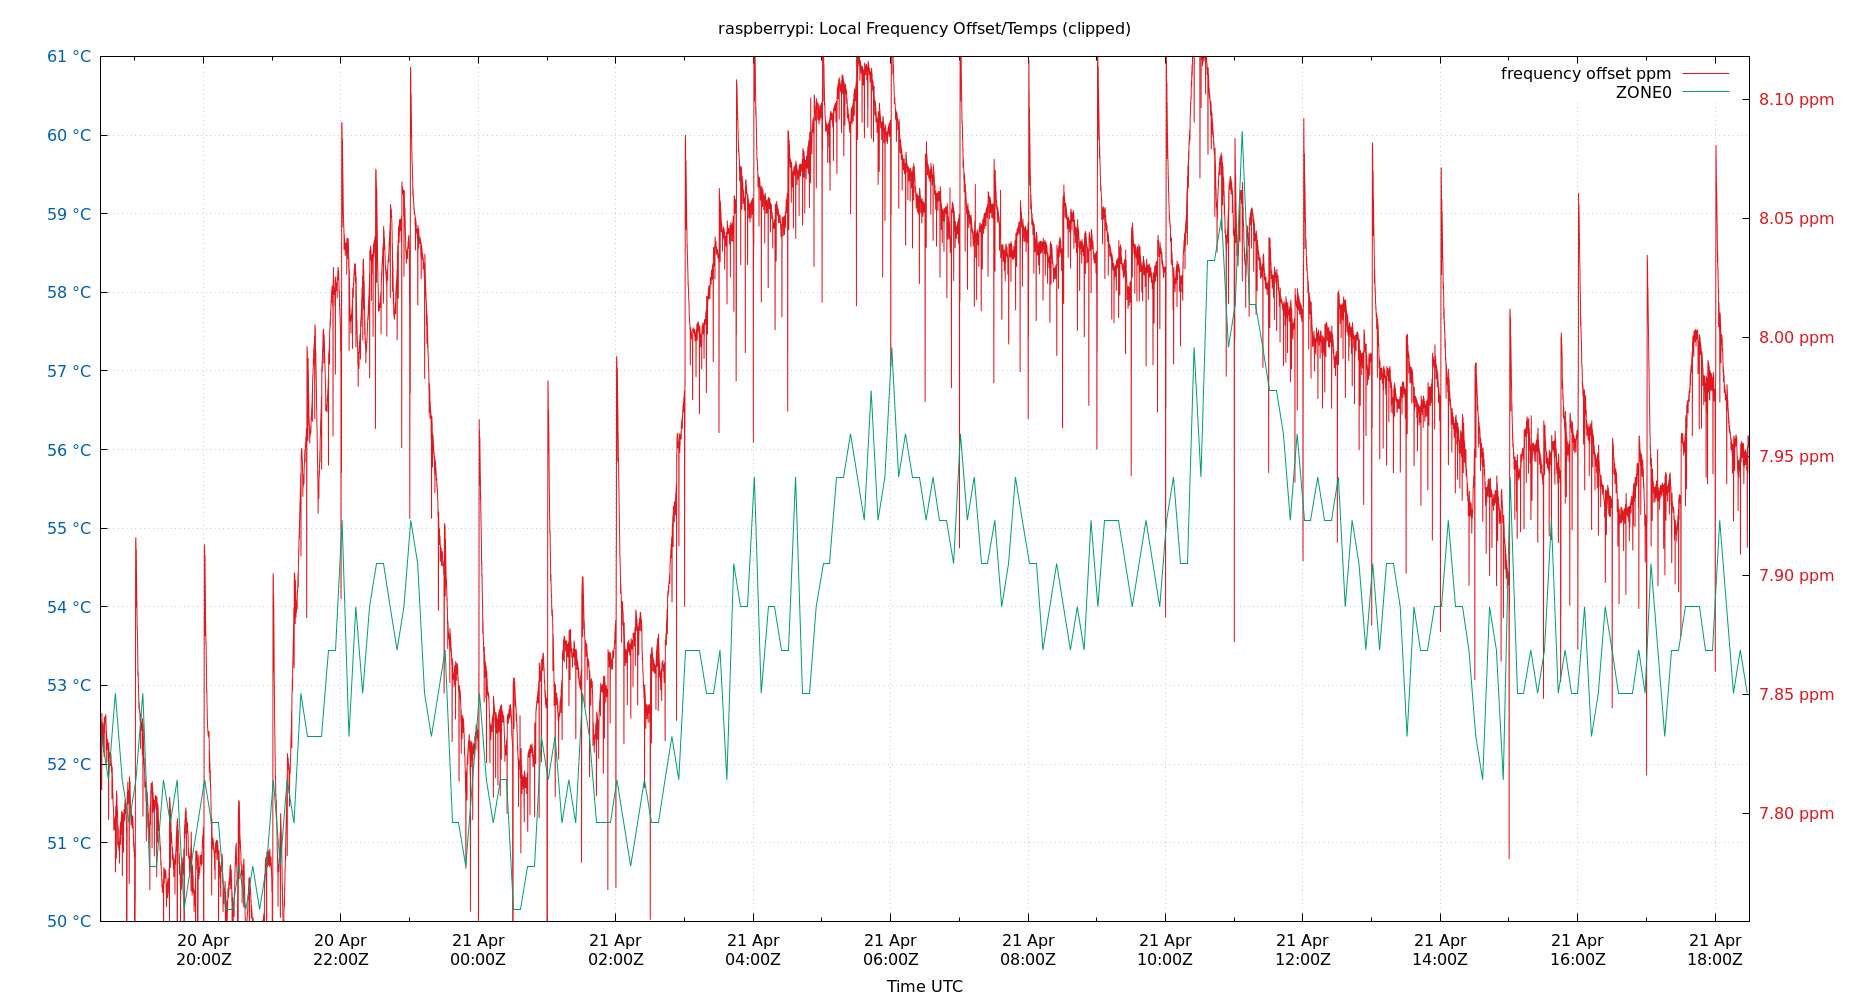 raspberrypi: Local Frequency Offset/Temps (clipped)
61 °C
60 °C
59 °C
58 °C
57 °C
56 °C
55 °C
54 °C
53 °C
52 °C
51 °C
50 °C
frequency offset ppm
ZONE0
8.10 ppm
8.05 ppm
8.00 ppm
7.95 ppm
7.90 ppm
7.85 ppm
7.80 ppm
20 Apr
20:00Z
20 Apr
22:00Z
21 Apr
00:00Z
21 Apr
02:00Z
21 Apr
04:00Z
21 Apr
06:00Z
21 Apr
08:00Z
21 Apr
10:00Z
21 Apr
12:00Z
21 Apr
14:00Z
21 Apr
16:00Z
21 Apr
18:00Z
Time UTC